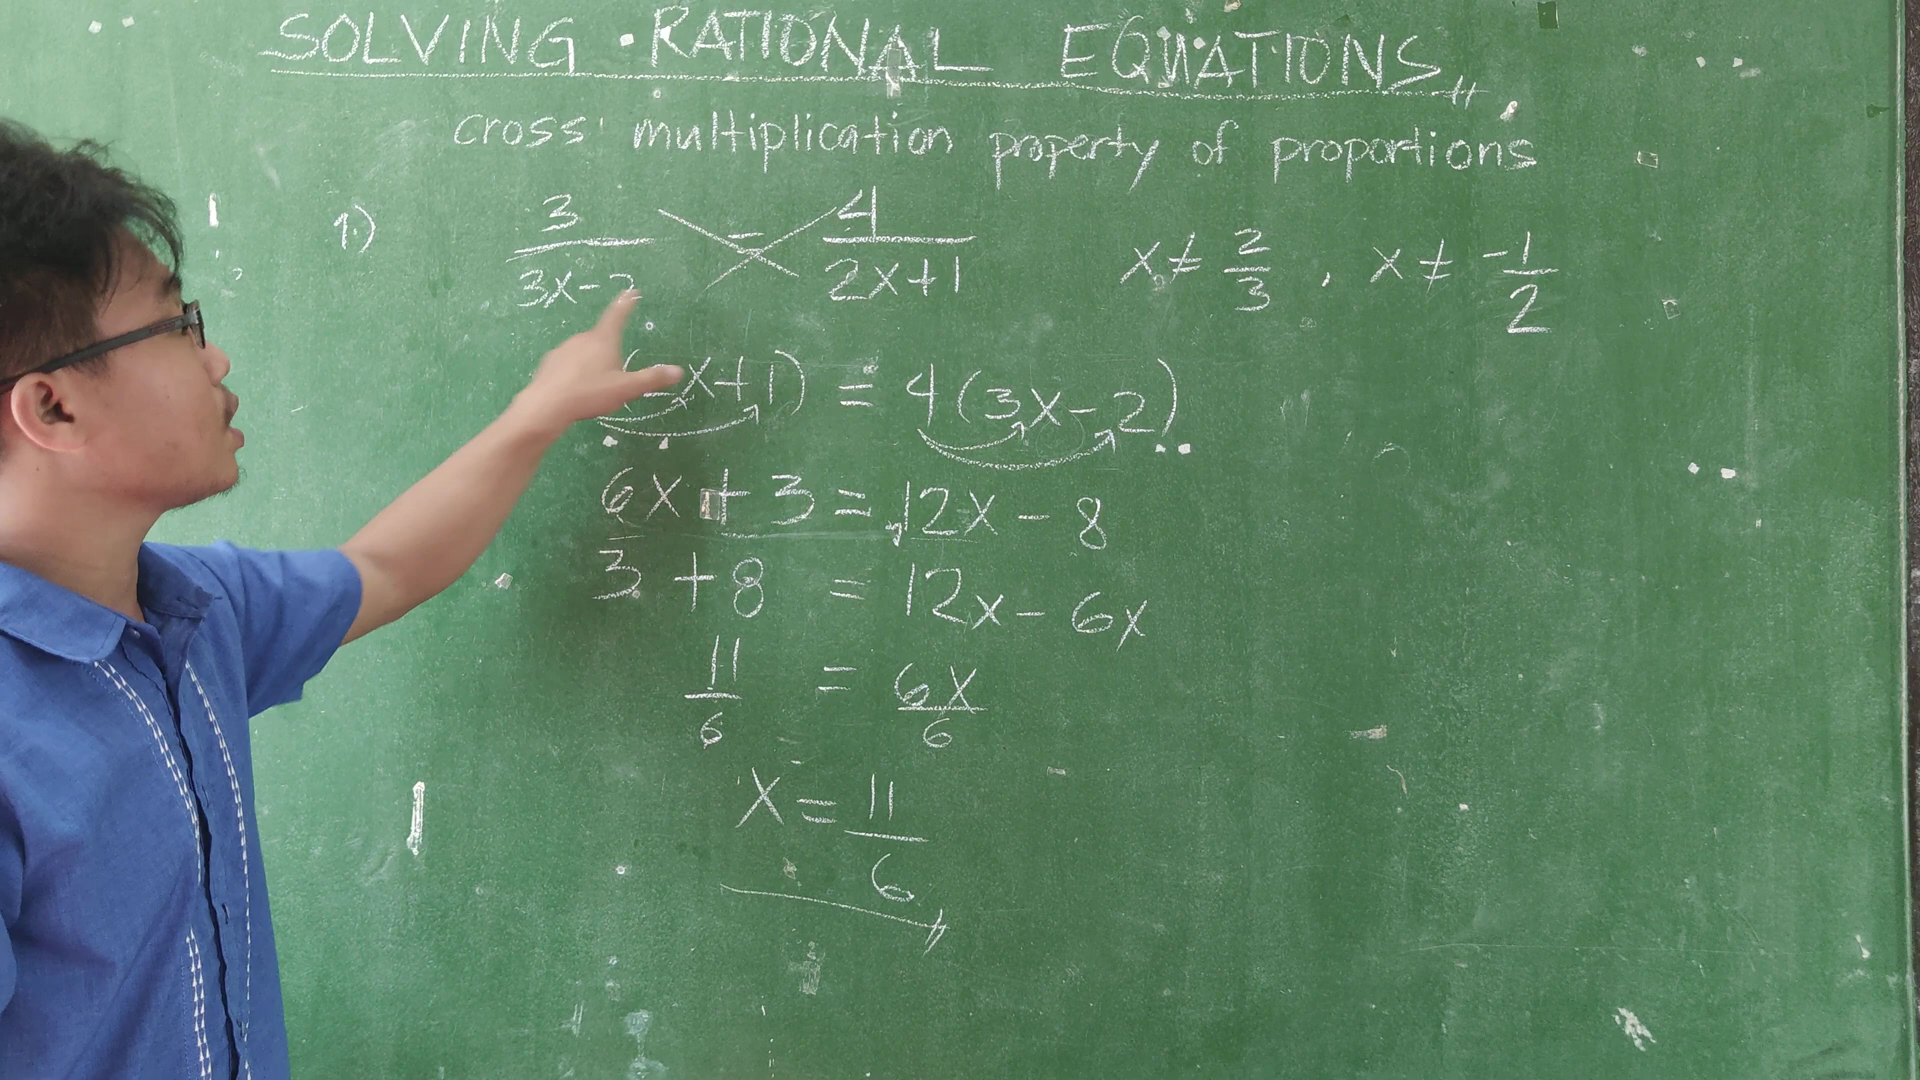 SOLVING RATIONAL EQUATIONS
cross multiplication property of proportions
1.) 3/(3x-2) = 4/(2x+1) x ≠ 2/3 , x ≠ -1/2
(2x+1) = 4(3x-2)
6x + 3 = 12x - 8
3 + 8 = 12x - 6x
11/6 = 6x/6
x = 11/6